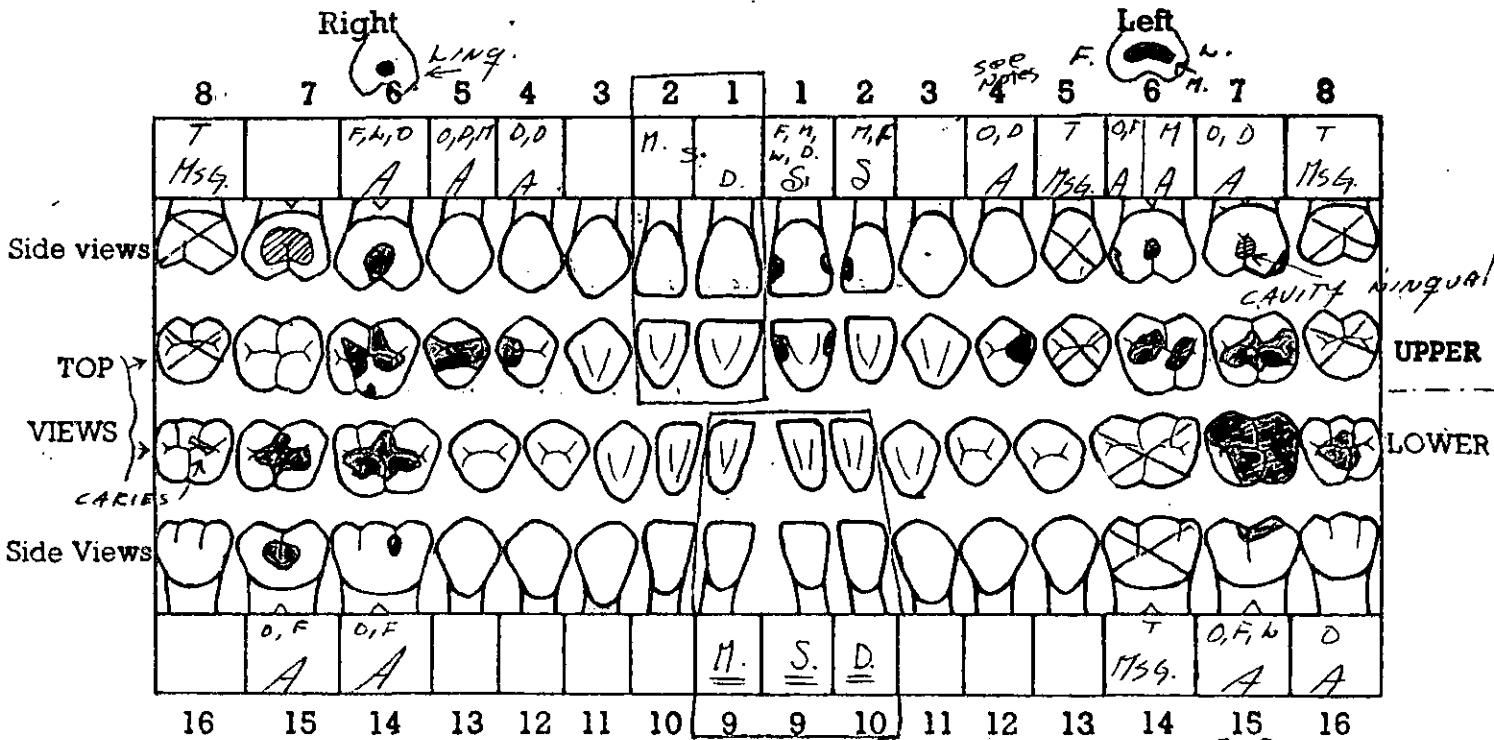 Right Left
LING. F. L. M.
see Notes
8 7 6 5 4 3 2 1 1 2 3 4 5 6 7 8
T F,L,O O,D,M D,O M. S. F, M, M,F O,D T O,F M O,D T
MSG. A A A D. L, D. S, S A MSG. A A A MSG.
Side views
CAVITY LINQUAL
TOP UPPER
VIEWS LOWER
CARIES
Side Views
O,F O,F T O,F,L O
A A M. S. D. MSG. A A
16 15 14 13 12 11 10 9 9 10 11 12 13 14 15 16